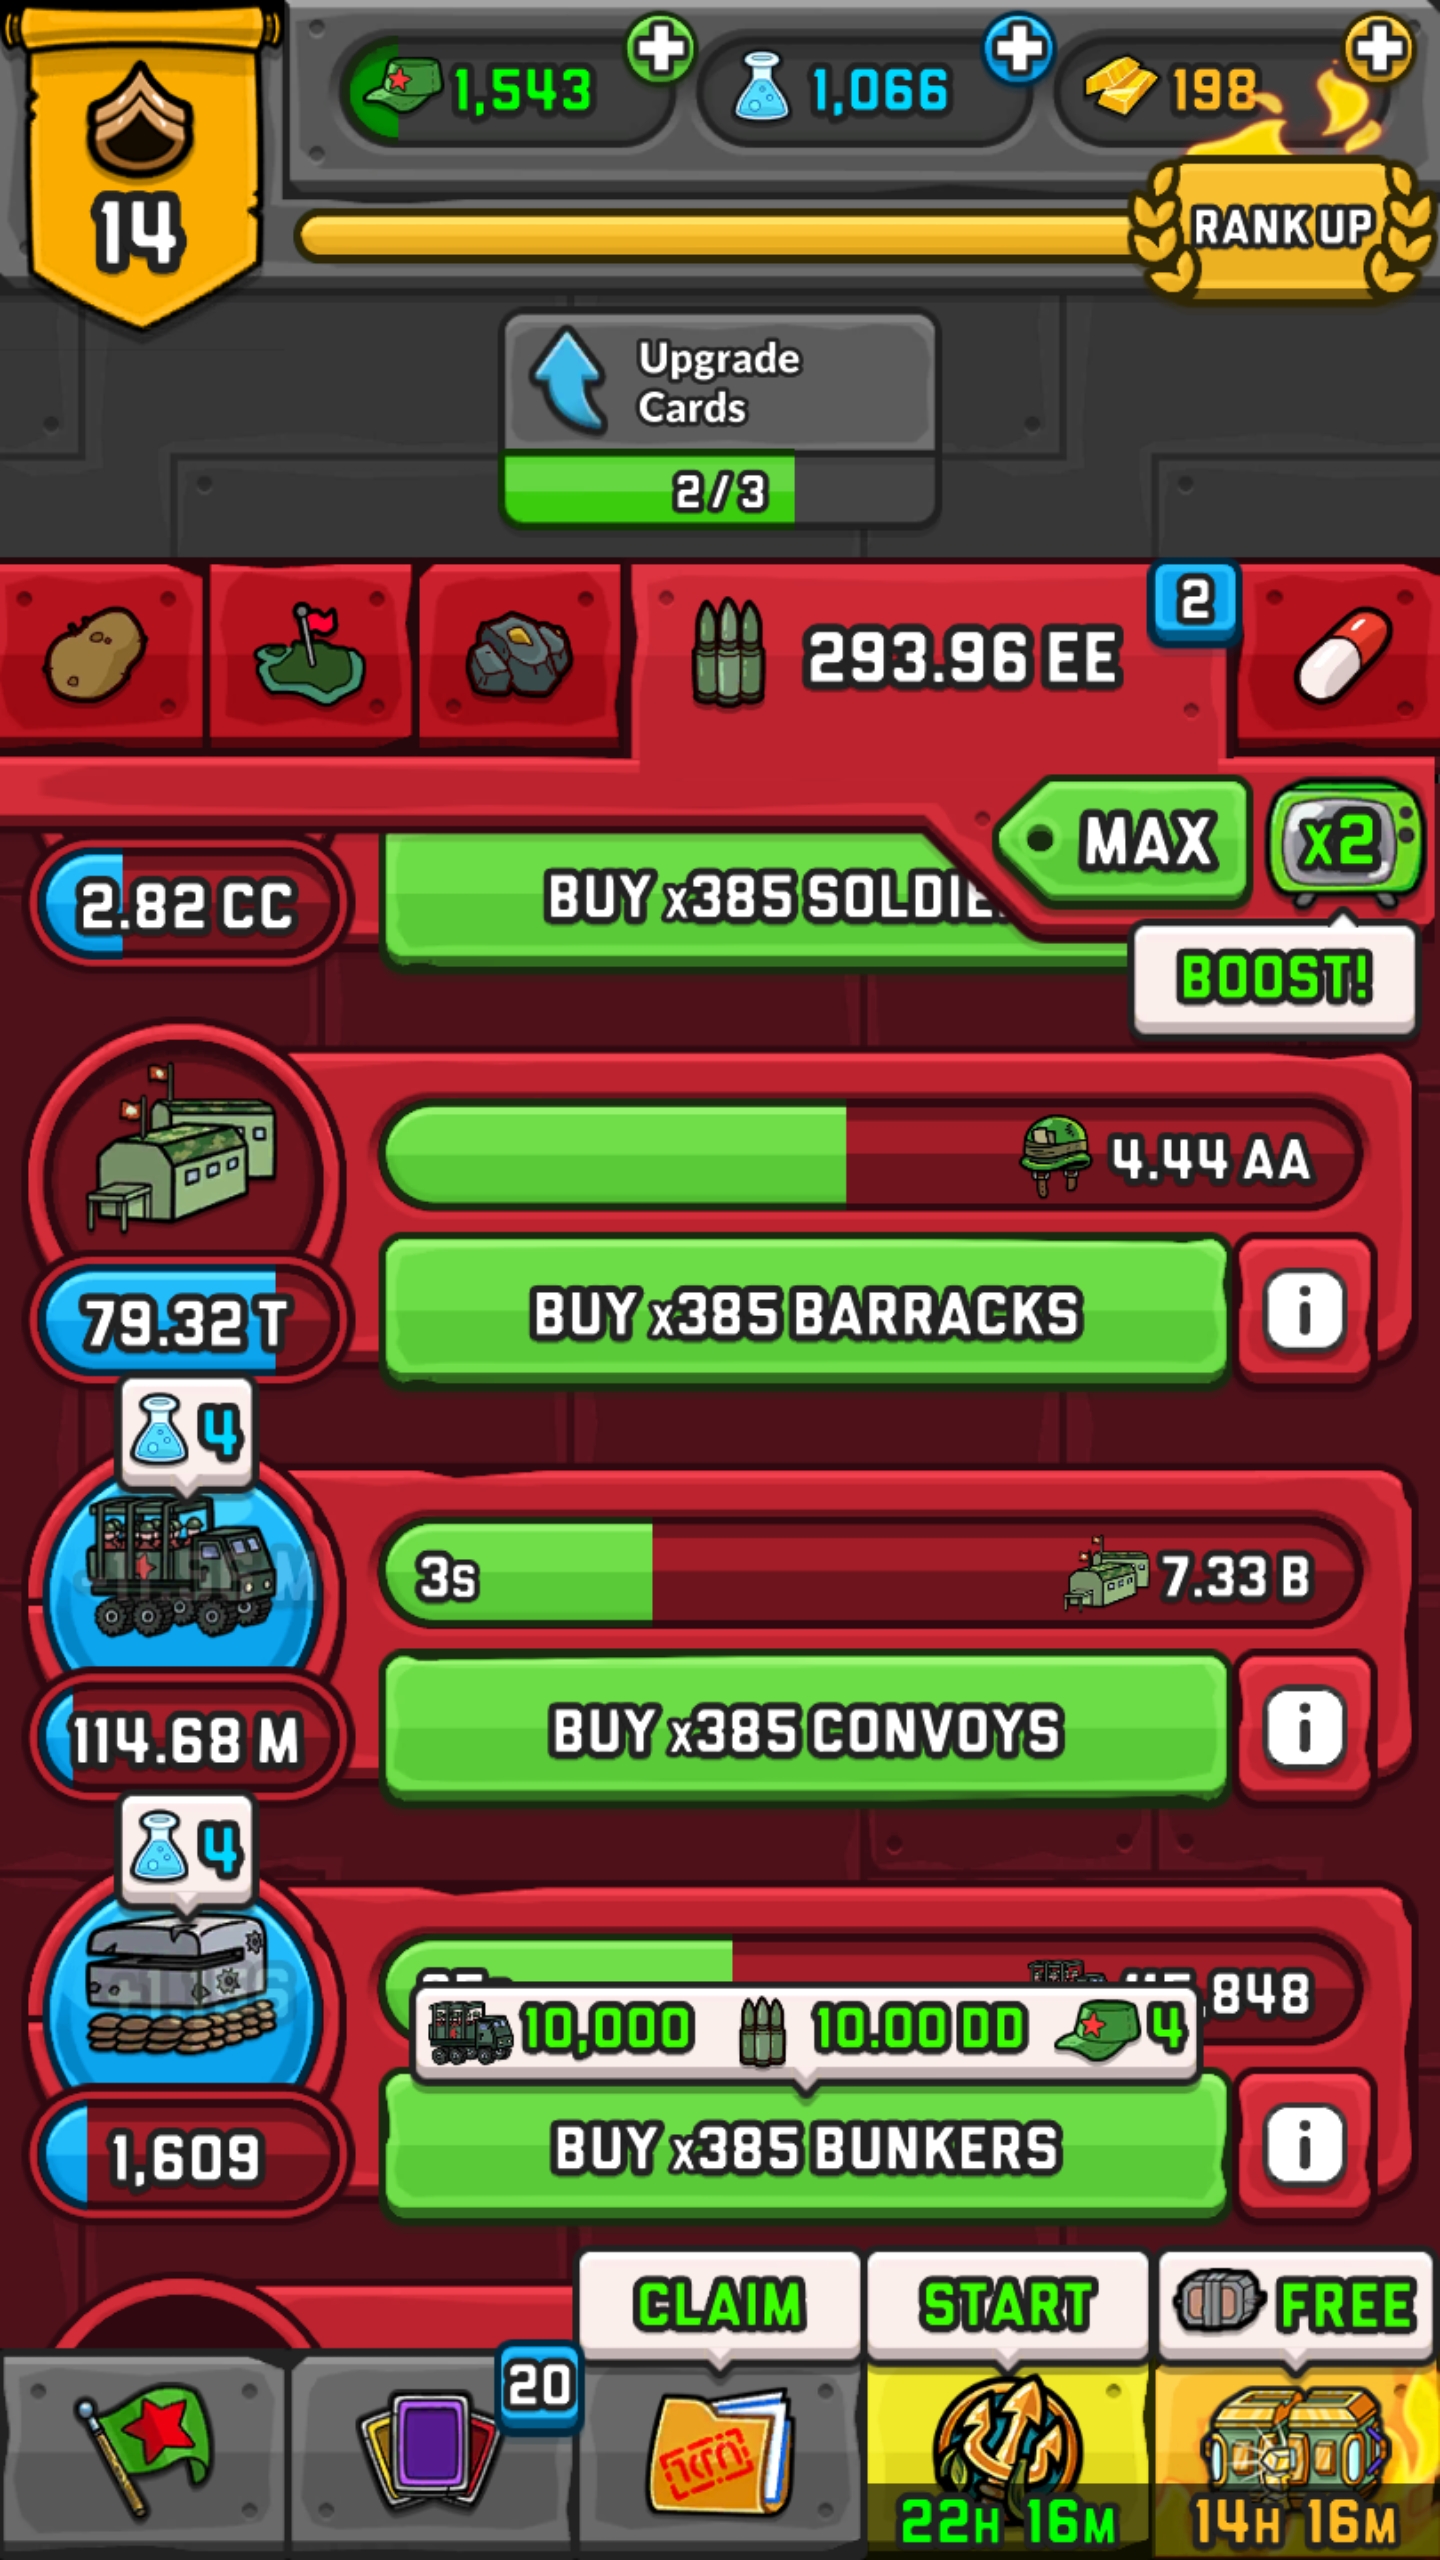 1,543
1,066
198
14
RANK UP
Upgrade
Cards
2/3
293.96 EE
2
MAX
x2
2.82 CC
BUY x385 SOLDIE
BOOST!
4.44 AA
79.32 T
BUY x385 BARRACKS
4
3s
7.33 B
114.68 M
BUY x385 CONVOYS
4
848
10,000
10.00 DD
4
1,609
BUY x385 BUNKERS
CLAIM
START
FREE
20
22H 16M
14H 16M